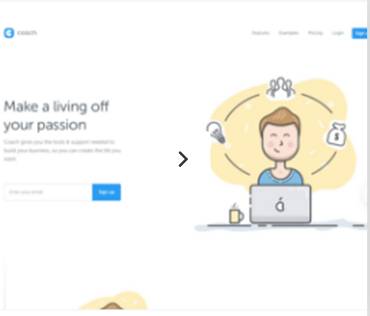 coach
Features Examples Pricing Login Sign up
Make a living off
your passion
Coach gives you the tools & support needed to
build your business, so you can create the life you
want.
Enter your email Sign up
$